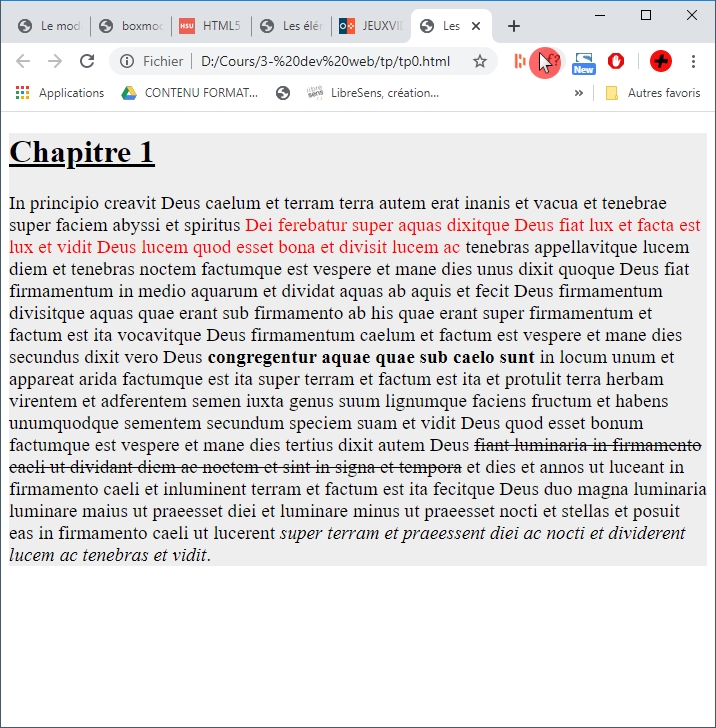 Le mod
boxmod
HTML5
Les élér
JEUXVI
Les
Fichier D:/Cours/3-%20dev%20web/tp/tp0.html
f?
New
Applications
CONTENU FORMAT...
LibreSens, création...
»
Autres favoris
Chapitre 1
In principio creavit Deus caelum et terram terra autem erat inanis et vacua et tenebrae
super faciem abyssi et spiritus Dei ferebatur super aquas dixitque Deus fiat lux et facta est
lux et vidit Deus lucem quod esset bona et divisit lucem ac tenebras appellavitque lucem
diem et tenebras noctem factumque est vespere et mane dies unus dixit quoque Deus fiat
firmamentum in medio aquarum et dividat aquas ab aquis et fecit Deus firmamentum
divisitque aquas quae erant sub firmamento ab his quae erant super firmamentum et
factum est ita vocavitque Deus firmamentum caelum et factum est vespere et mane dies
secundus dixit vero Deus congregentur aquae quae sub caelo sunt in locum unum et
appareat arida factumque est ita super terram et factum est ita et protulit terra herbam
virentem et adferentem semen iuxta genus suum lignumque faciens fructum et habens
unumquodque sementem secundum speciem suam et vidit Deus quod esset bonum
factumque est vespere et mane dies tertius dixit autem Deus fiant luminaria in firmamento
caeli ut dividant diem ac noctem et sint in signa et tempora et dies et annos ut luceant in
firmamento caeli et inluminent terram et factum est ita fecitque Deus duo magna luminaria
luminare maius ut praeesset diei et luminare minus ut praeesset nocti et stellas et posuit
eas in firmamento caeli ut lucerent super terram et praeessent diei ac nocti et dividerent
lucem ac tenebras et vidit.